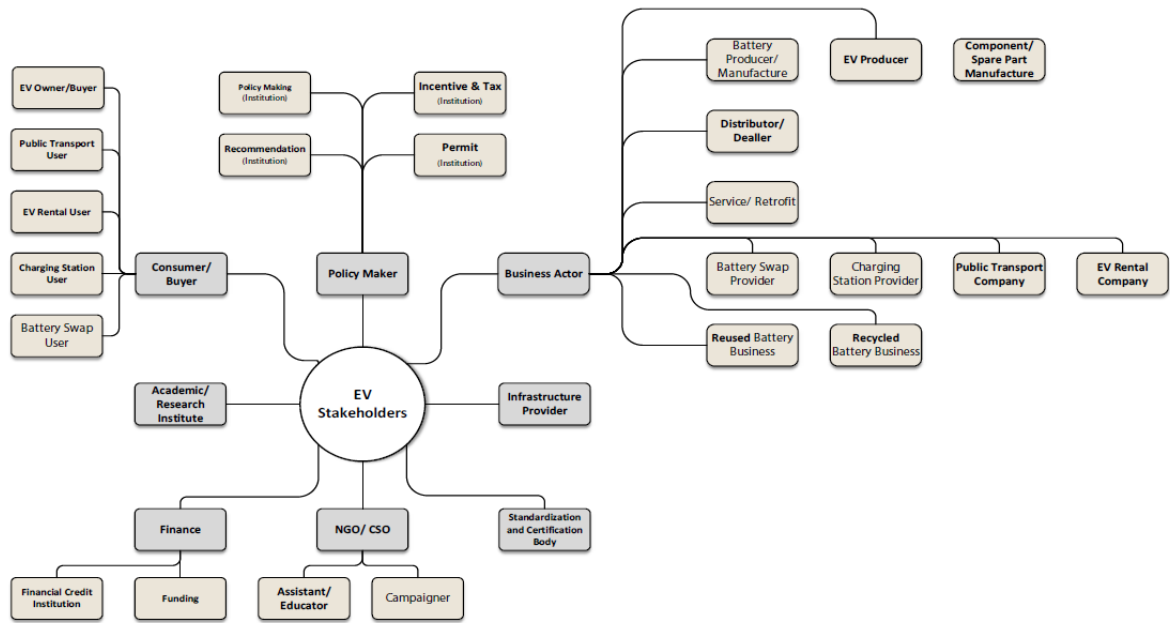 Battery
Producer/
Manufacture
EV Producer
Component/
Spare Part
Manufacture
EV Owner/Buyer
Policy Making
(Institution)
Incentive & Tax
(Institution)
Public Transport
User
Recommendation
(Institution)
Permit
(Institution)
Distributor/
Dealler
EV Rental User
Service/ Retrofit
Charging Station
User
Consumer/
Buyer
Policy Maker
Business Actor
Battery Swap
Provider
Charging
Station Provider
Public Transport
Company
EV Rental
Company
Battery Swap
User
Reused Battery
Business
Recycled
Battery Business
Academic/
Research
Institute
EV
Stakeholders
Infrastructure
Provider
Finance
NGO/ CSO
Standardization
and Certification
Body
Financial Credit
Institution
Funding
Assistant/
Educator
Campaigner